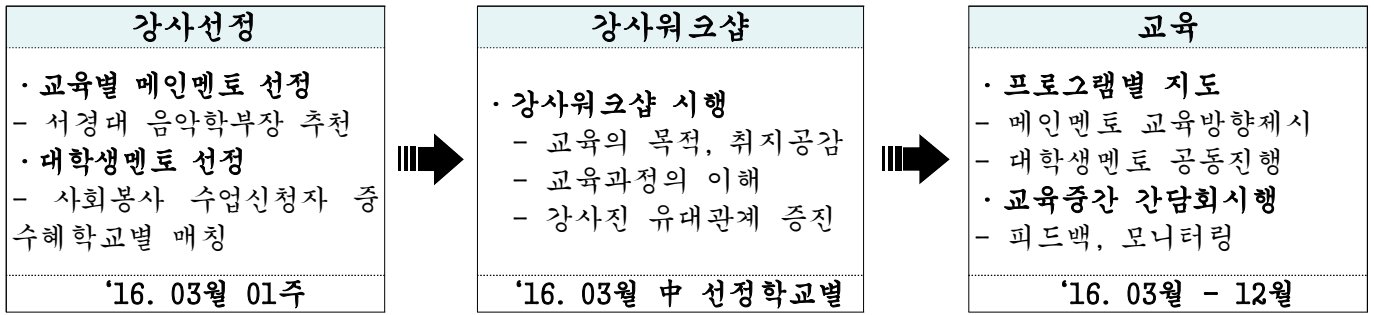 강사선정
· 교육별 메인멘토 선정
- 서경대 음악학부장 추천
· 대학생멘토 선정
- 사회봉사 수업신청자 중
수혜학교별 매칭
‘16. 03월 01주
강사워크샵
· 강사워크샵 시행
- 교육의 목적, 취지공감
- 교육과정의 이해
- 강사진 유대관계 증진
‘16. 03월 中 선정학교별
교육
· 프로그램별 지도
- 메인멘토 교육방향제시
- 대학생멘토 공동진행
· 교육중간 간담회시행
- 피드백, 모니터링
‘16. 03월 - 12월